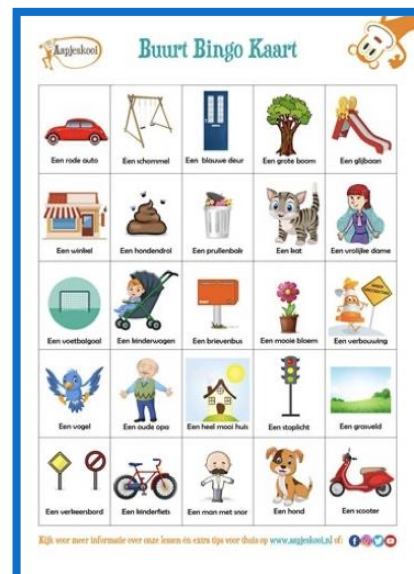 Aapjeskooi
Buurt Bingo Kaart
Een rode auto
Een schommel
Een blauwe deur
Een grote boom
Een glijbaan
Een winkel
Een hondendrol
Een prullenbak
Een kat
Een vrolijke dame
Een voetbalgoal
Een kinderwagen
Een brievenbus
Een mooie bloem
Een verbouwing
Een vogel
Een oude opa
Een heel mooi huis
Een stoplicht
Een grasveld
Een verkeersbord
Een kinderfiets
Een man met snor
Een hond
Een scooter
Kijk voor meer informatie over onze lessen en extra tips voor thuis op www.aapjeskooi.nl of: